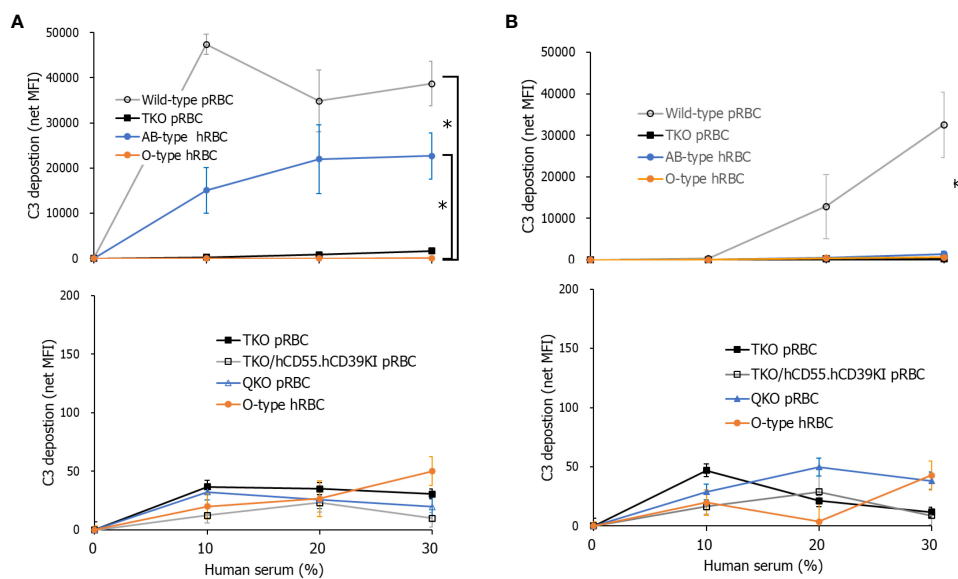 A
C3 depostion (net MFI)
50000
40000
30000
20000
10000
0
Wild-type pRBC
TKO pRBC
AB-type hRBC
O-type hRBC
*
*
C3 depostion (net MFI)
200
150
100
50
0
TKO pRBC
TKO/hCD55.hCD39KI pRBC
QKO pRBC
O-type hRBC
0 10 20 30
Human serum (%)
B
C3 depostion (net MFI)
50000
40000
30000
20000
10000
0
Wild-type pRBC
TKO pRBC
AB-type hRBC
O-type hRBC
*
C3 depostion (net MFI)
200
150
100
50
0
TKO pRBC
TKO/hCD55.hCD39KI pRBC
QKO pRBC
O-type hRBC
0 10 20 30
Human serum (%)